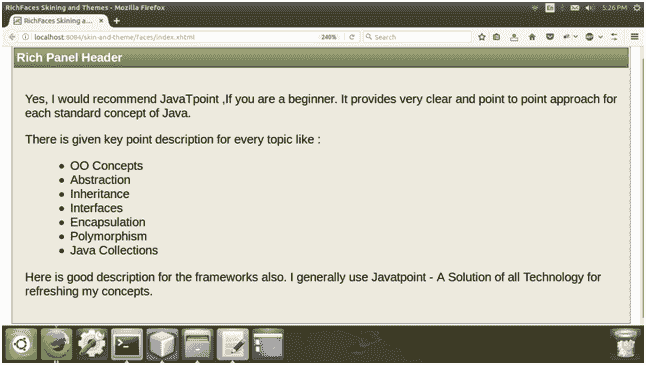 RichFaces Skining and Themes - Mozilla Firefox
En
5:26 PM
RichFaces Skining and a...
localhost:8084/skin-and-theme/faces/index.xhtml
240%
Search
Rich Panel Header
Yes, I would recommend JavaTpoint ,If you are a beginner. It provides very clear and point to point approach for
each standard concept of Java.
There is given key point description for every topic like :
OO Concepts
Abstraction
Inheritance
Interfaces
Encapsulation
Polymorphism
Java Collections
Here is good description for the frameworks also. I generally use Javatpoint - A Solution of all Technology for
refreshing my concepts.